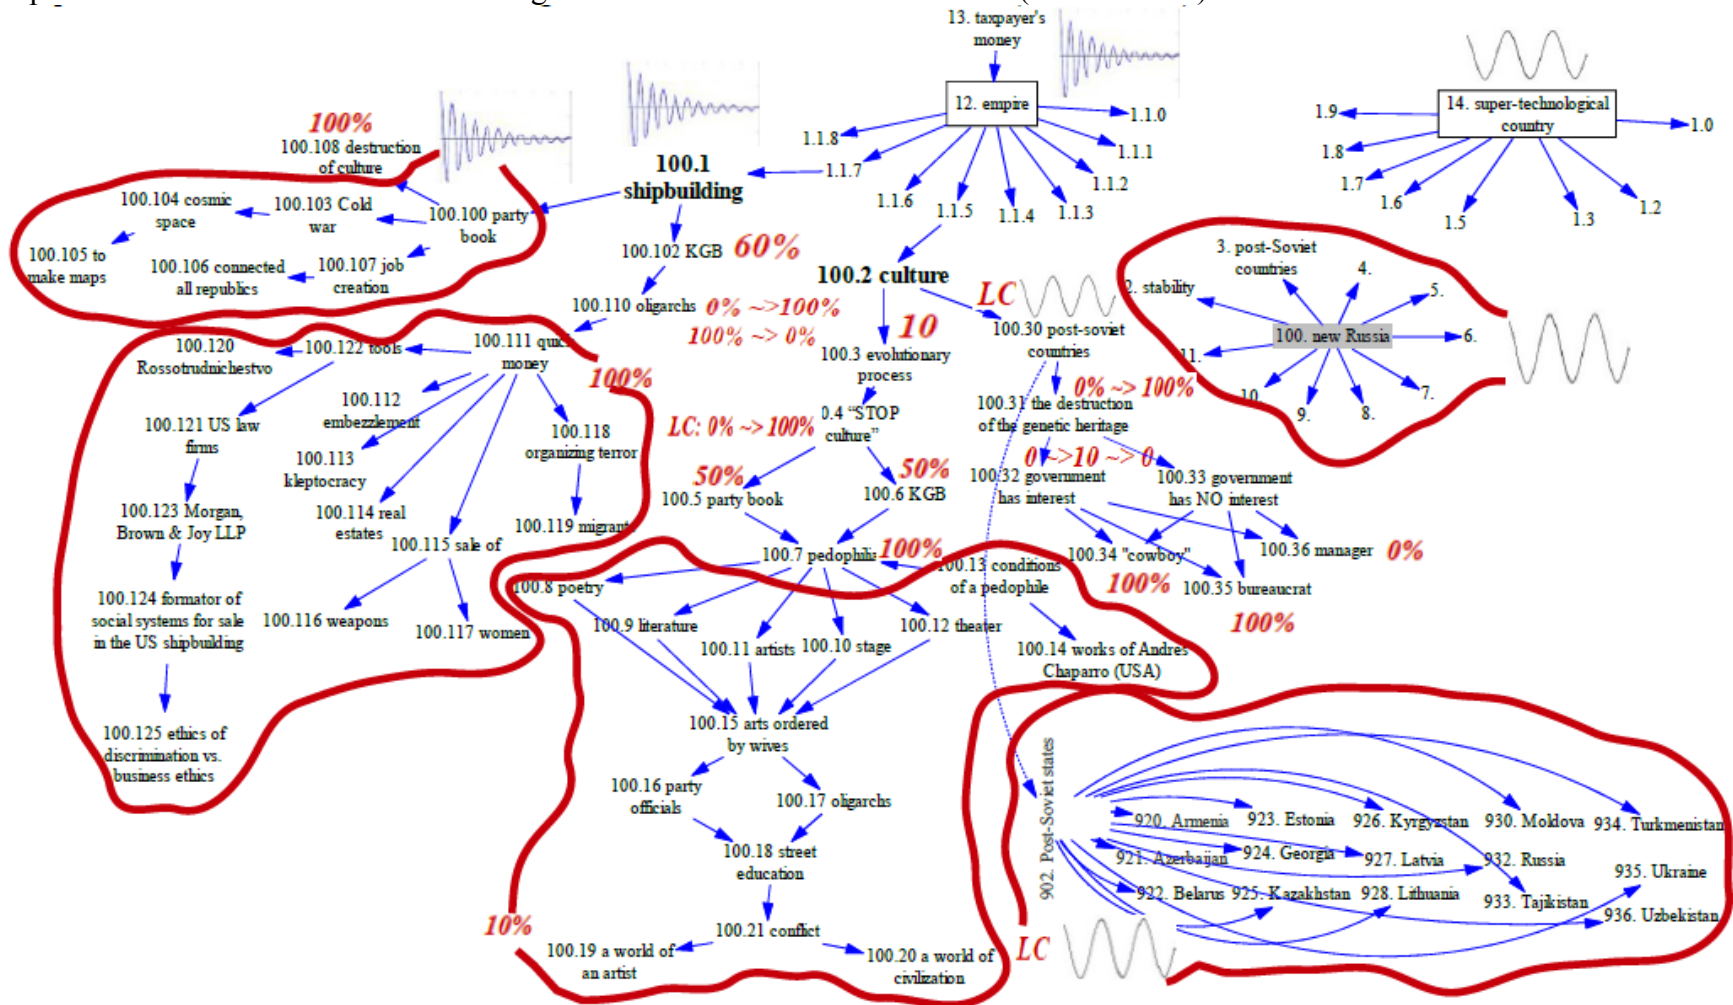 13. taxpayer's
money
12. empire
1.1.0
1.1.1
1.1.2
1.1.3
1.1.4
1.1.5
1.1.6
1.1.7
1.1.8
14. super-technological
country
1.0
1.2
1.3
1.5
1.6
1.7
1.8
1.9
100%
100.108 destruction
of culture
100.104 cosmic
space
100.103 Cold
war
100.100 party
book
100.105 to
make maps
100.106 connected
all republics
100.107 job
creation
100.1
shipbuilding
100.102 KGB
60%
100.110 oligarchs
0% ~>100%
100% ~> 0%
100.2 culture
LC
10
100.30 post-soviet
countries
100.3 evolutionary
process
0.4 “STOP
culture”
LC: 0% ~>100%
50%
50%
100.5 party book
100.6 KGB
0% ~> 100%
100.31 the destruction
of the genetic heritage
0 ~>10 ~> 0
100.32 government
has interest
100.33 government
has NO interest
100.34 "cowboy"
100.36 manager
0%
100%
100.35 bureaucrat
100%
3. post-Soviet
countries
4.
2. stability
5.
100. new Russia
6.
11.
7.
10.
9.
8.
100.120
Rossotrudnichestvo
100.122 tools
100.111 quic
money
100%
100.112
embezzlement
100.121 US law
firms
100.118
organizing terror
100.113
kleptocracy
100.123 Morgan,
Brown & Joy LLP
100.114 real
estates
100.119 migrant
100.115 sale of
100.124 formator of
social systems for sale
in the US shipbuilding
100.116 weapons
100.117 women
100.125 ethics of
discrimination vs.
business ethics
100.7 pedophilia
100%
100.13 conditions
of a pedophile
100.8 poetry
100.9 literature
100.11 artists
100.10 stage
100.12 theater
100.14 works of Andres
Chaparro (USA)
100.15 arts ordered
by wives
100.16 party
officials
100.17 oligarchs
100.18 street
education
100.21 conflict
10%
100.19 a world of
an artist
100.20 a world of
civilization
LC
902. Post-Soviet states
920. Armenia
923. Estonia
926. Kyrgyzstan
930. Moldova
934. Turkmenistan
921. Azerbaijan
924. Georgia
927. Latvia
932. Russia
935. Ukraine
922. Belarus
925. Kazakhstan
928. Lithuania
933. Tajikistan
936. Uzbekistan